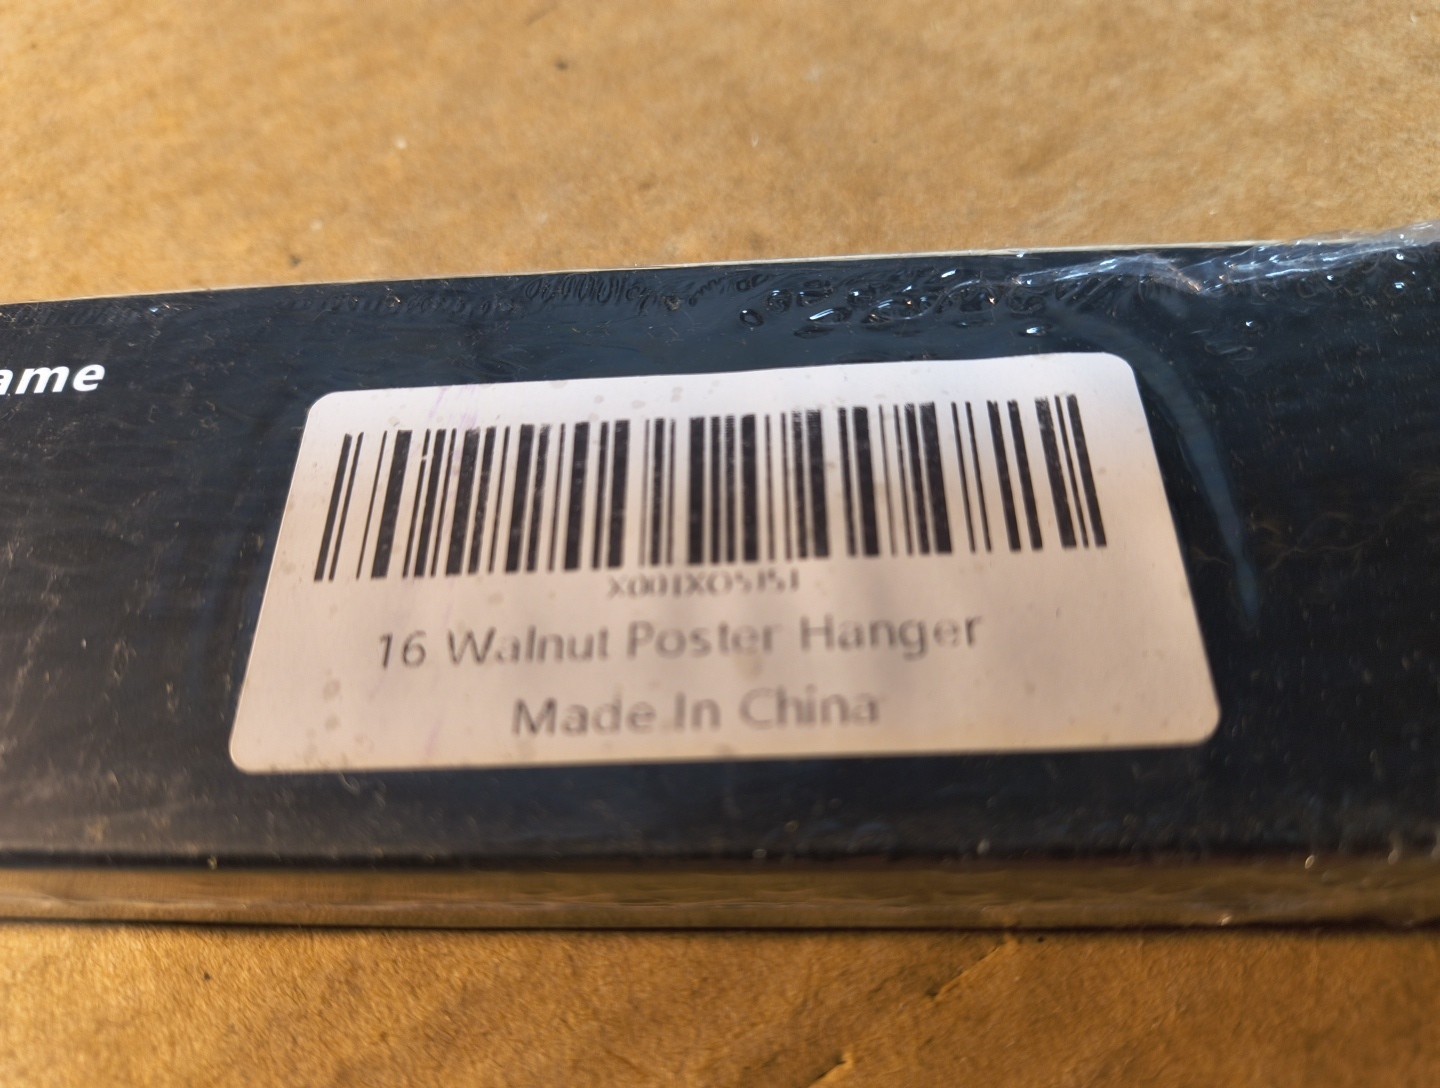 ame
16 Walnut Poster Hanger
Made In China